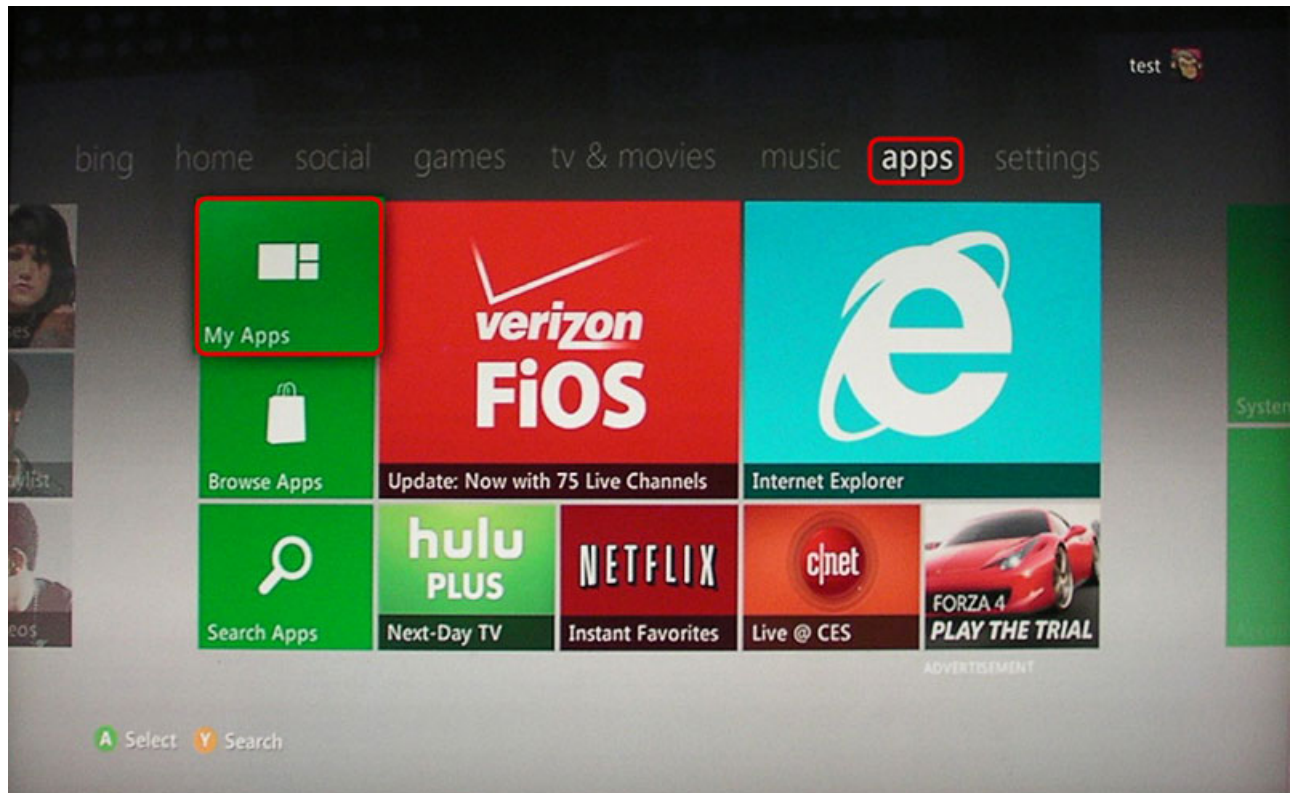 test
bing home social games tv & movies music apps settings
My Apps
verizon
FiOS
Update: Now with 75 Live Channels
Internet Explorer
System
Browse Apps
hulu
PLUS
Next-Day TV
NETFLIX
Instant Favorites
c|net
Live @ CES
FORZA 4
PLAY THE TRIAL
ADVERTISEMENT
Search Apps
A Select Y Search